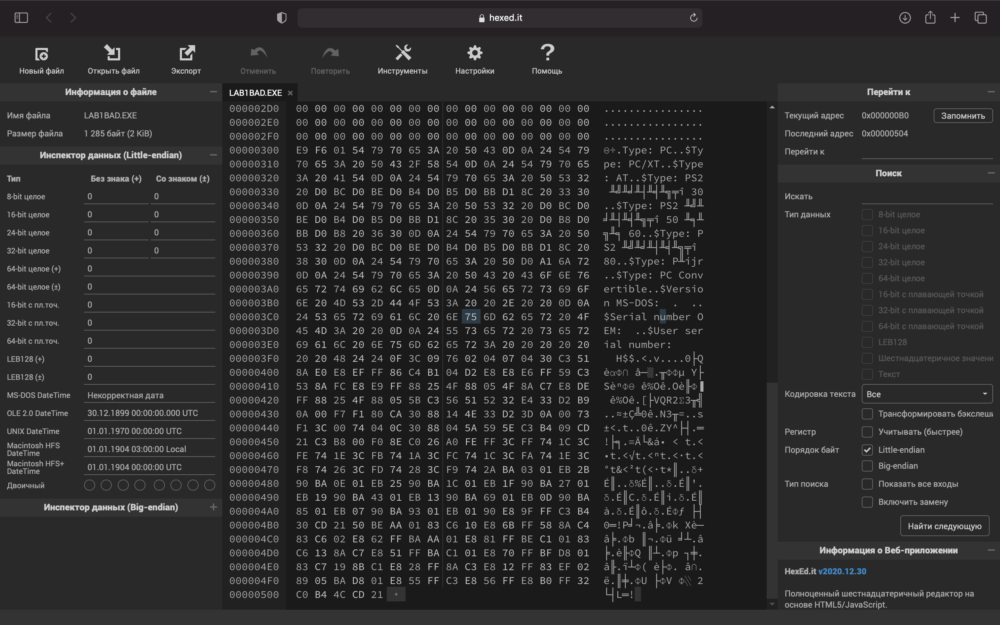 hexed.it
Новый файл
Открыть файл
Экспорт
Отменить
Повторить
Инструменты
Настройки
Помощь
Информация о файле
Имя файла LAB1BAD.EXE
Размер файла 1 285 байт (2 KiB)
Инспектор данных (Little-endian)
Тип Без знака (+) Со знаком (±)
8-bit целое 0 0
16-bit целое 0 0
24-bit целое 0 0
32-bit целое 0 0
64-bit целое (+) 0
64-bit целое (±) 0
16-bit с пл.точ. 0
32-bit с пл.точ. 0
64-bit с пл.точ. 0
LEB128 (+) 0
LEB128 (±) 0
MS-DOS DateTime Некорректная дата
OLE 2.0 DateTime 30.12.1899 00:00:00.000 UTC
UNIX DateTime 01.01.1970 00:00:00 UTC
Macintosh HFS DateTime 01.01.1904 03:00:00 Local
Macintosh HFS+ DateTime 01.01.1904 00:00:00 UTC
Двоичный
Инспектор данных (Big-endian)
LAB1BAD.EXE
000002D0 00 00 00 00 00 00 00 00 00 00 00 00 00 00 00 00 ................
000002E0 00 00 00 00 00 00 00 00 00 00 00 00 00 00 00 00 ................
000002F0 00 00 00 00 00 00 00 00 00 00 00 00 00 00 00 00 ................
00000300 E9 F6 01 54 79 70 65 3A 20 50 43 0D 0A 24 54 79 Θ÷.Type: PC..$Ty
00000310 70 65 3A 20 50 43 2F 58 54 0D 0A 24 54 79 70 65 pe: PC/XT..$Type
00000320 3A 20 41 54 0D 0A 24 54 79 70 65 3A 20 50 53 32 : AT..$Type: PS2
00000330 20 D0 BC D0 BE D0 B4 D0 B5 D0 BB D1 8C 20 33 30  ╨╝╨╛╨┤╨╡╨╗╤î 30
00000340 0D 0A 24 54 79 70 65 3A 20 50 53 32 20 D0 BC D0 ..$Type: PS2 ╨╝╨
00000350 BE D0 B4 D0 B5 D0 BB D1 8C 20 35 30 20 D0 B8 D0 ╛╨┤╨╡╨╗╤î 50 ╨╕╨
00000360 BB D0 B8 20 36 30 0D 0A 24 54 79 70 65 3A 20 50 ╗╨╕ 60..$Type: P
00000370 53 32 20 D0 BC D0 BE D0 B4 D0 B5 D0 BB D1 8C 20 S2 ╨╝╨╛╨┤╨╡╨╗╤î
00000380 38 30 0D 0A 24 54 79 70 65 3A 20 50 D0 A1 6A 72 80..$Type: P╨íjr
00000390 0D 0A 24 54 79 70 65 3A 20 50 43 20 43 6F 6E 76 ..$Type: PC Conv
000003A0 65 72 74 69 62 6C 65 0D 0A 24 56 65 72 73 69 6F ertible..$Versio
000003B0 6E 20 4D 53 2D 44 4F 53 3A 20 20 2E 20 20 0D 0A n MS-DOS:  .  ..
000003C0 24 53 65 72 69 61 6C 20 6E 75 6D 62 65 72 20 4F $Serial number O
000003D0 45 4D 3A 20 20 0D 0A 24 55 73 65 72 20 73 65 72 EM:  ..$User ser
000003E0 69 61 6C 20 6E 75 6D 62 65 72 3A 20 20 20 20 20 ial number:
000003F0 20 20 48 24 24 0F 3C 09 76 02 04 07 04 30 C3 51   H$$.<.v....0├Q
00000400 8A E0 E8 EF FF 86 C4 B1 04 D2 E8 E8 E6 FF 59 C3 èαΦ∩ å─▒.╥ΦΦµ Y├
00000410 53 8A FC E8 E9 FF 88 25 4F 88 05 4F 8A C7 E8 DE SèⁿΦΘ ê%Oê.Oè╟Φ▐
00000420 FF 88 25 4F 88 05 5B C3 56 51 52 32 E4 33 D2 B9  ê%Oê.[├VQR2Σ3╥╣
00000430 0A 00 F7 F1 80 CA 30 88 14 4E 33 D2 3D 0A 00 73 ..≈±Ç╩0ê.N3╥=..s
00000440 F1 3C 00 74 04 0C 30 88 04 5A 59 5E C3 B4 09 CD ±<.t..0ê.ZY^├┤.═
00000450 21 C3 B8 00 F0 8E C0 26 A0 FE FF 3C FF 74 1C 3C !├╕.≡Ä└&á▪ < t.<
00000460 FE 74 1E 3C FB 74 1A 3C FC 74 1C 3C FA 74 1E 3C ▪t.<√t.<ⁿt.<·t.<
00000470 F8 74 26 3C FD 74 28 3C F9 74 2A BA 03 01 EB 2B °t&<²t(<∙t*║..δ+
00000480 90 BA 0E 01 EB 25 90 BA 1C 01 EB 1F 90 BA 27 01 É║..δ%É║..δ.É║'.
00000490 EB 19 90 BA 43 01 EB 13 90 BA 69 01 EB 0D 90 BA δ.É║C.δ.É║i.δ.É║
000004A0 85 01 EB 07 90 BA 93 01 EB 01 90 E8 9F FF C3 B4 à.δ.É║ô.δ.ÉΦƒ ├┤
000004B0 30 CD 21 50 BE AA 01 83 C6 10 E8 6B FF 58 8A C4 0═!P╛¬.â╞.Φk Xè─
000004C0 83 C6 02 E8 62 FF BA AA 01 E8 81 FF BE C1 01 83 â╞.Φb ║¬.Φü ╛┴.â
000004D0 C6 13 8A C7 E8 51 FF BA C1 01 E8 70 FF BF D8 01 ╞.è╟ΦQ ║┴.Φp ┐╪.
000004E0 83 C7 19 8B C1 E8 28 FF 8A C3 E8 12 FF 83 EF 02 â╟.ï┴Φ( è├Φ. â∩.
000004F0 89 05 BA D8 01 E8 55 FF C3 E8 56 FF E8 B0 FF 32 ë.║╪.ΦU ├ΦV Φ░ 2
00000500 C0 B4 4C CD 21 + └┤L═!
Перейти к
Текущий адрес 0x000000B0 Запомнить
Последний адрес 0x00000504
Перейти к
Поиск
Искать
Тип данных 8-bit целое
16-bit целое
24-bit целое
32-bit целое
64-bit целое
16-bit с плавающей точкой
32-bit с плавающей точкой
64-bit с плавающей точкой
LEB128
Шестнадцатеричное значени
Текст
Кодировка текста Все
Трансформировать бэкслеши
Регистр Учитывать (быстрее)
Порядок байт Little-endian
Big-endian
Тип поиска Показать все входы
Включить замену
Найти следующую
Информация о Веб-приложении
HexEd.it v2020.12.30
Полноценный шестнадцатеричный редактор на
основе HTML5/JavaScript.